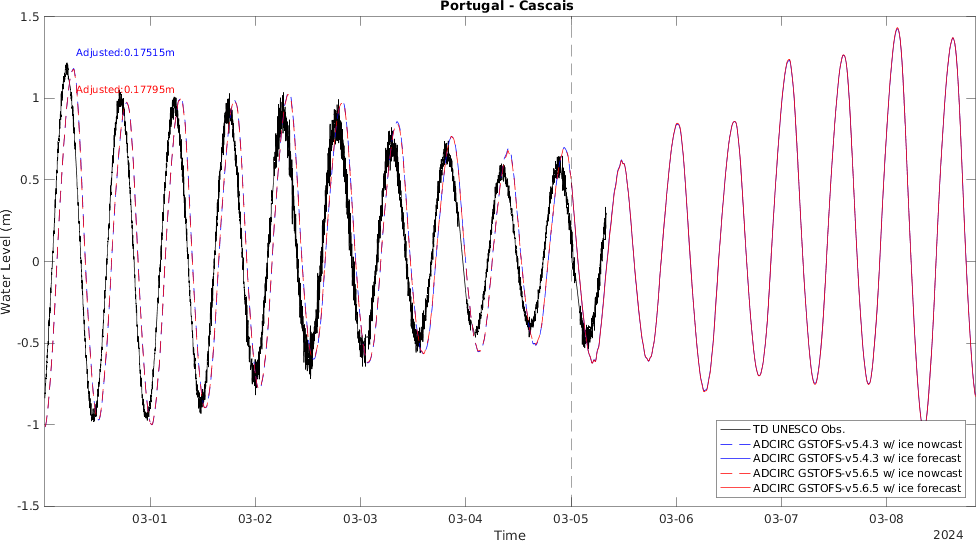 Portugal - Cascais
1.5
Adjusted:0.17515m
1
Adjusted:0.17795m
0.5
0
-0.5
-1
-1.5
Water Level (m)
TD UNESCO Obs.
ADCIRC GSTOFS-v5.4.3 w/ ice nowcast
ADCIRC GSTOFS-v5.4.3 w/ ice forecast
ADCIRC GSTOFS-v5.6.5 w/ ice nowcast
ADCIRC GSTOFS-v5.6.5 w/ ice forecast
03-01 03-02 03-03 03-04 03-05 03-06 03-07 03-08
Time
2024